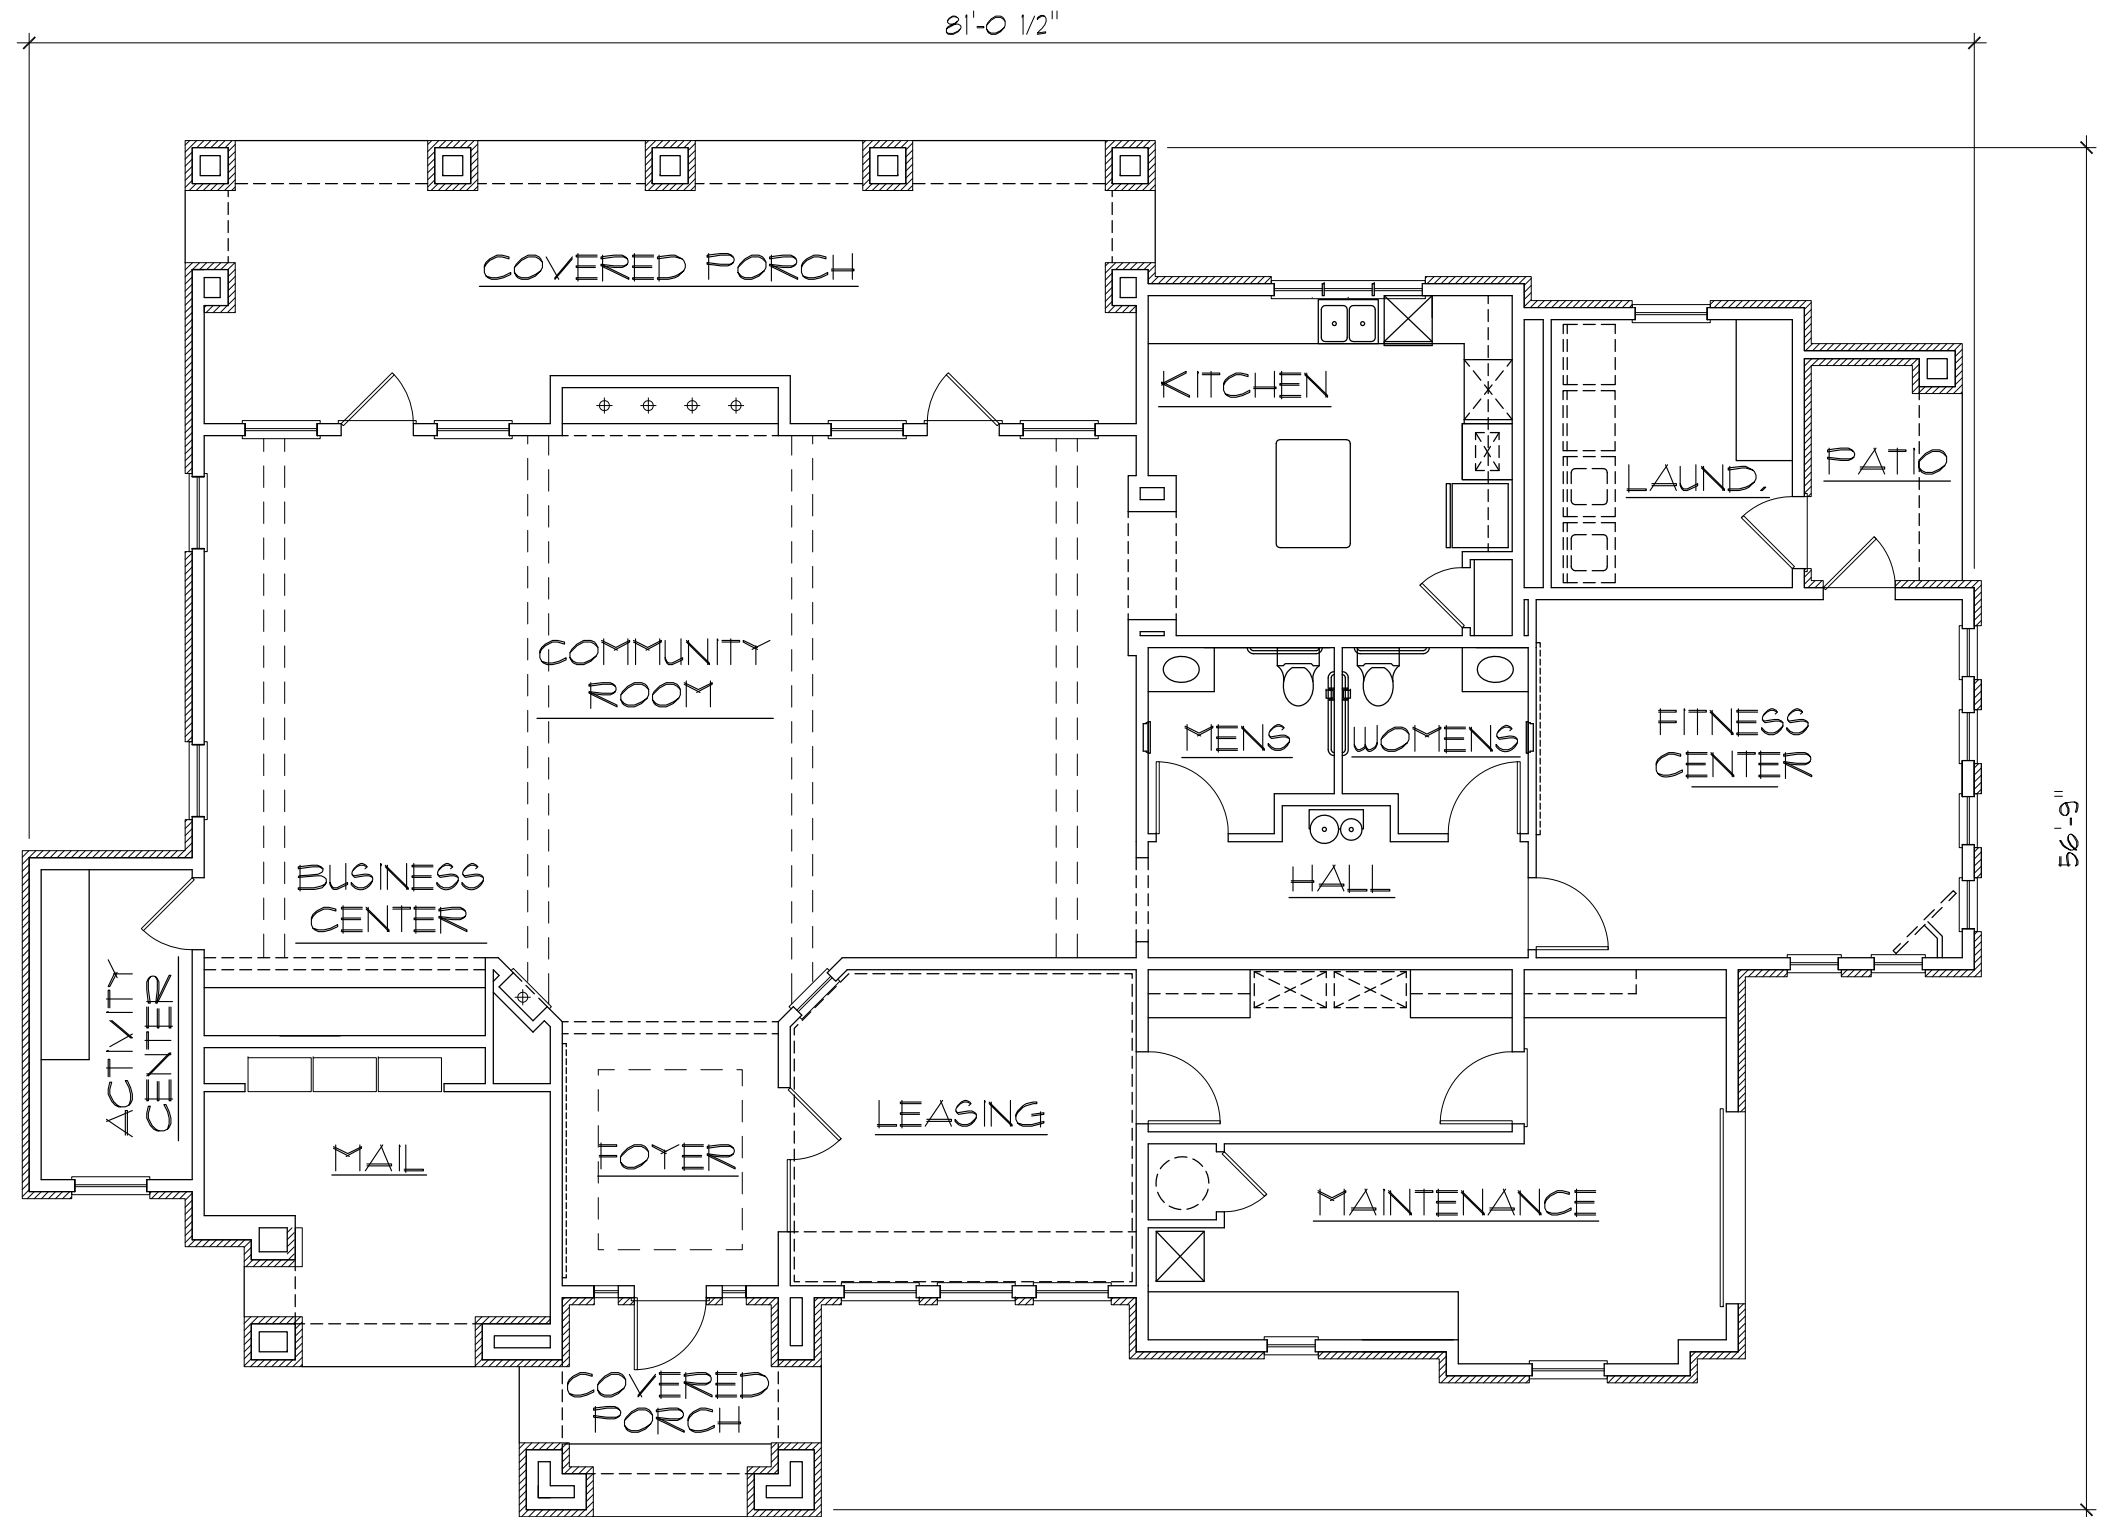 81'-0 1/2"
COVERED PORCH
KITCHEN
LAUND.
PATIO
COMMUNITY
ROOM
MENS
WOMENS
FITNESS
CENTER
56'-9"
BUSINESS
CENTER
HALL
ACTIVITY
CENTER
MAIL
FOYER
LEASING
MAINTENANCE
COVERED
PORCH